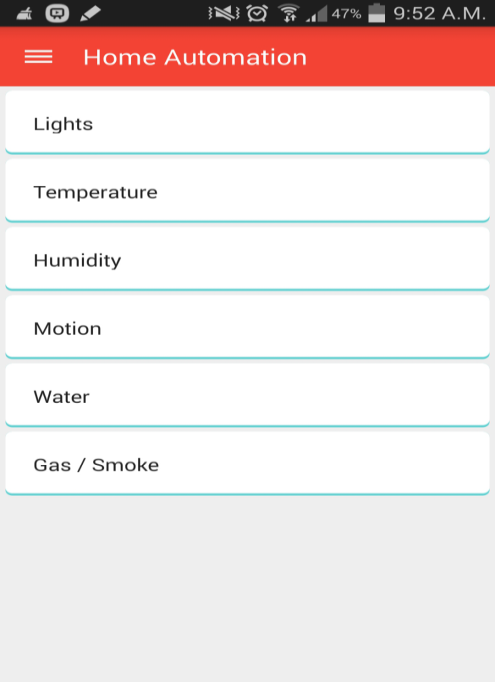 47% 9:52 A.M.
Home Automation
Lights
Temperature
Humidity
Motion
Water
Gas / Smoke